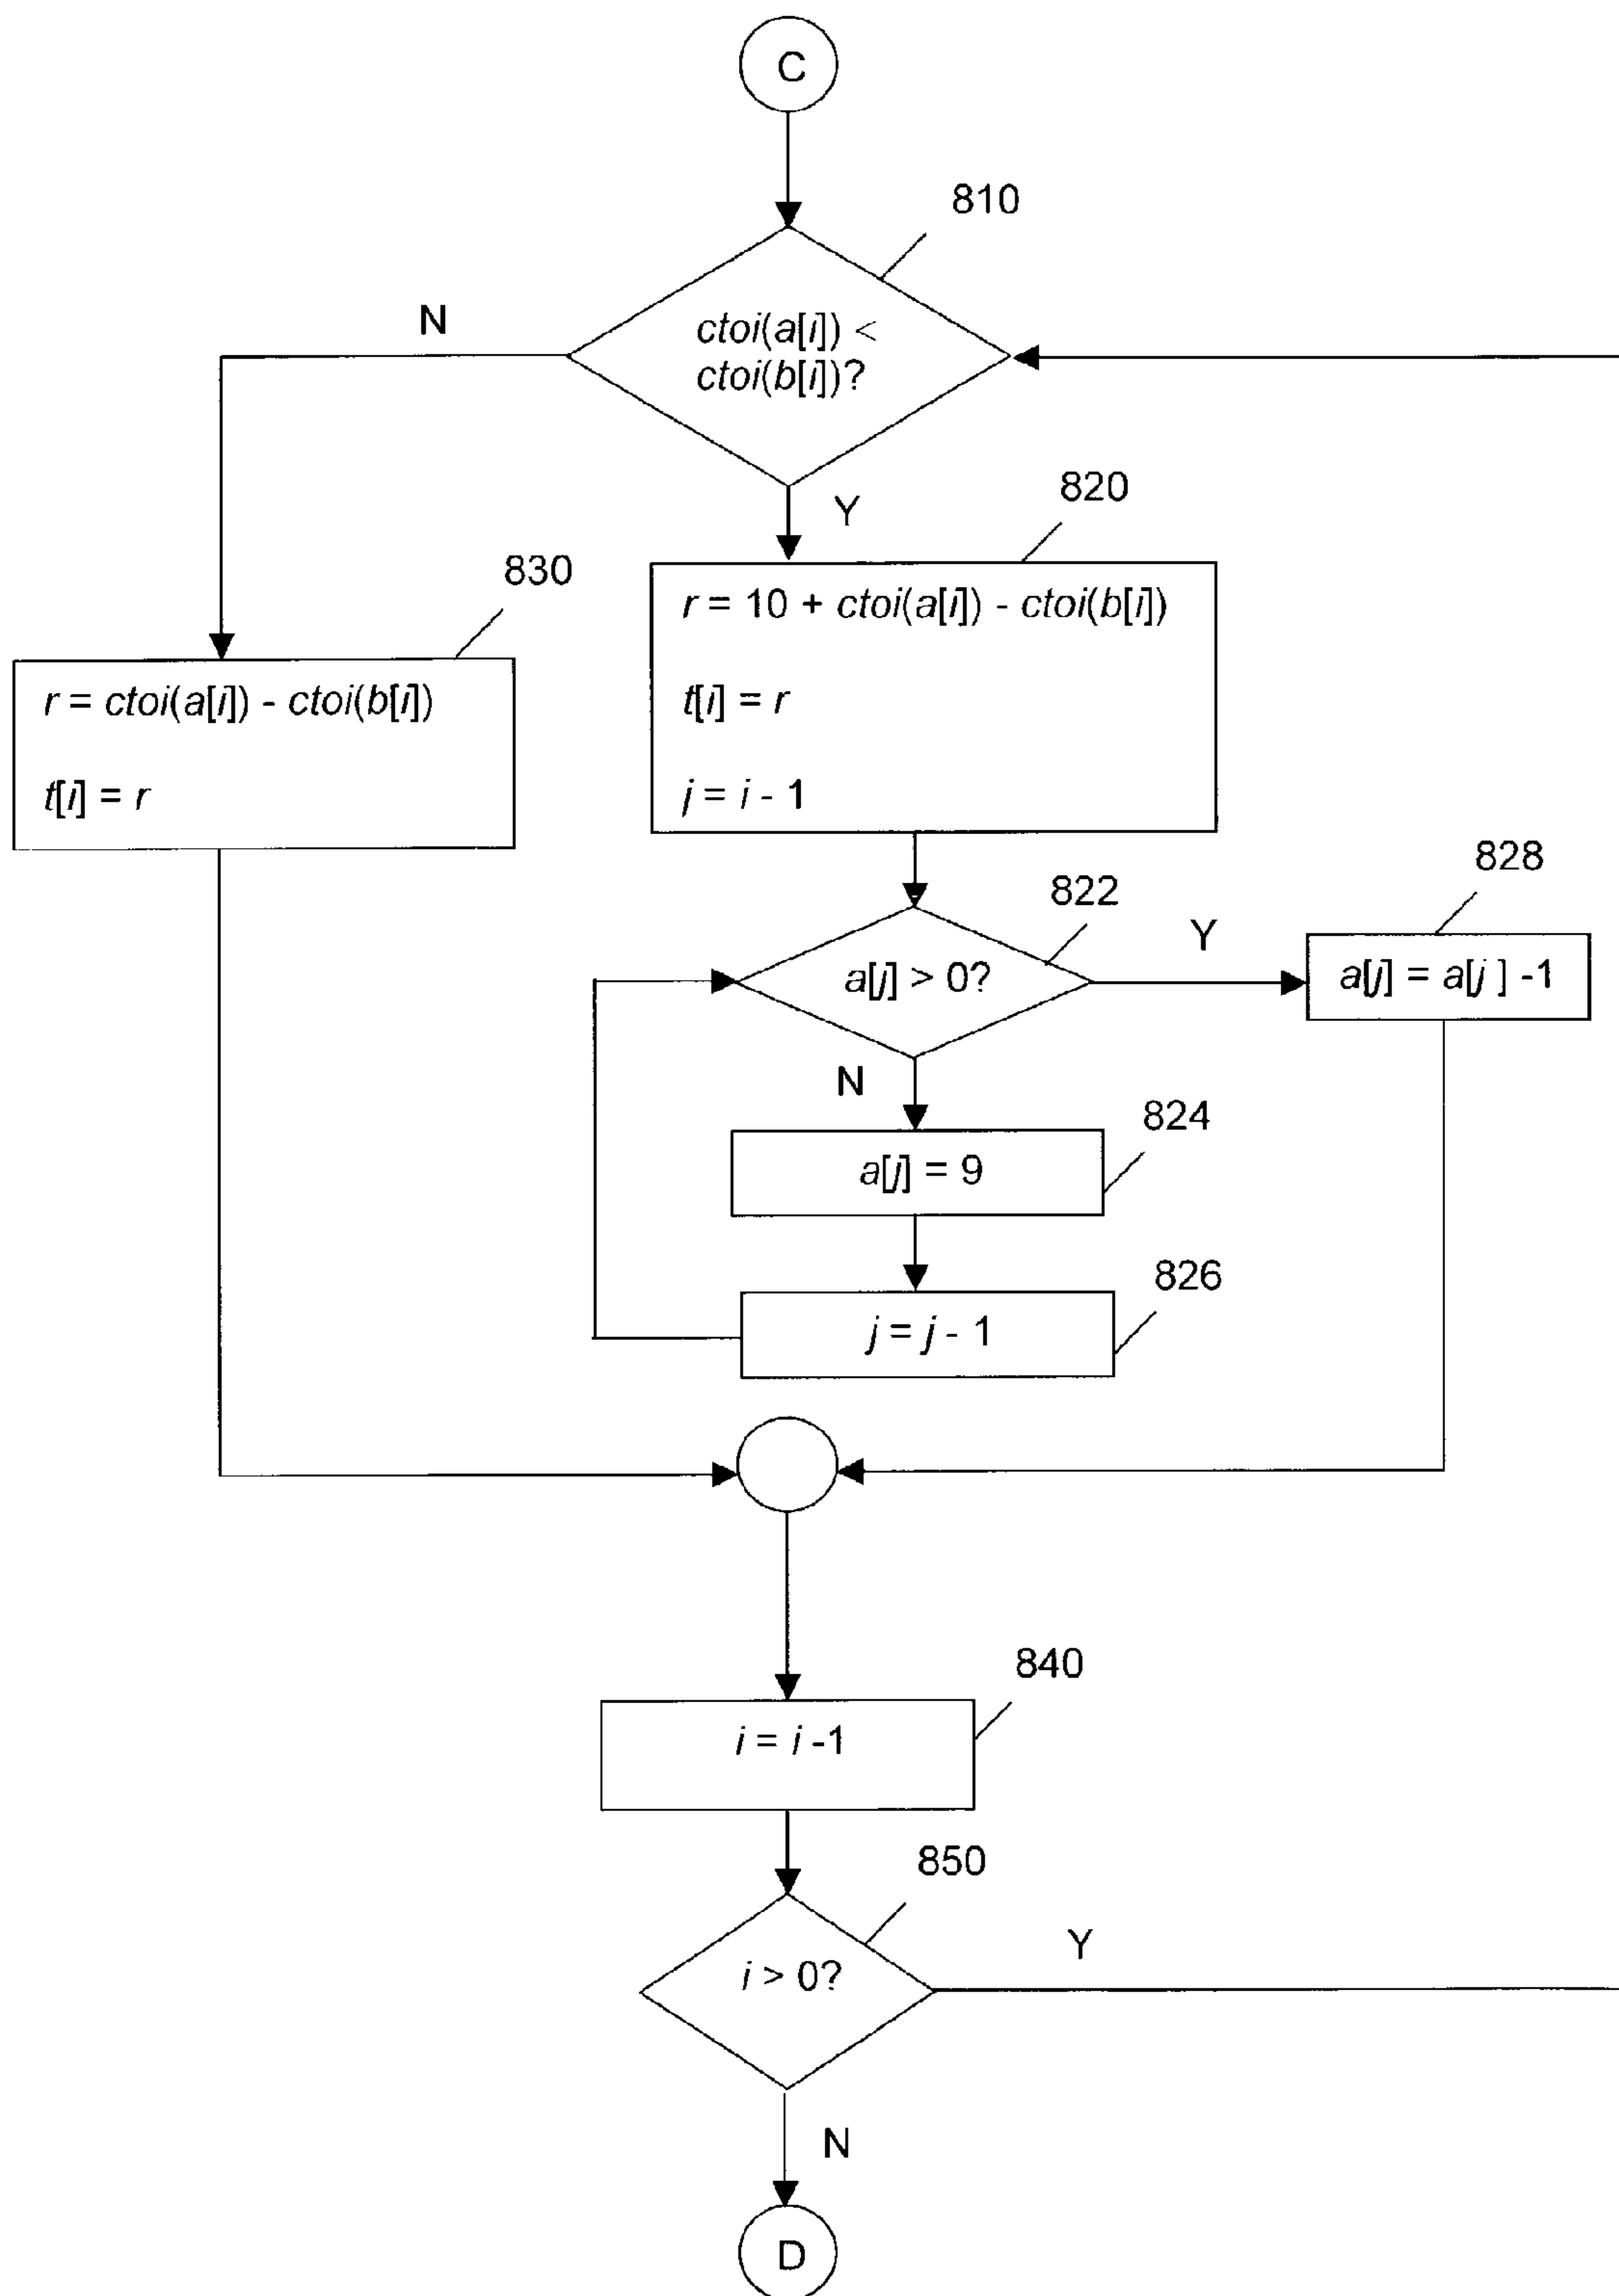 C
810
N
ctoi(a[i]) <
ctoi(b[i])?
Y
820
830
r = 10 + ctoi(a[i]) - ctoi(b[i])
t[i] = r
j = i - 1
r = ctoi(a[i]) - ctoi(b[i])
t[i] = r
828
822
Y
a[j] > 0?
a[j] = a[j ] -1
N
824
a[j] = 9
826
j = j - 1
840
i = i -1
850
i > 0?
Y
N
D